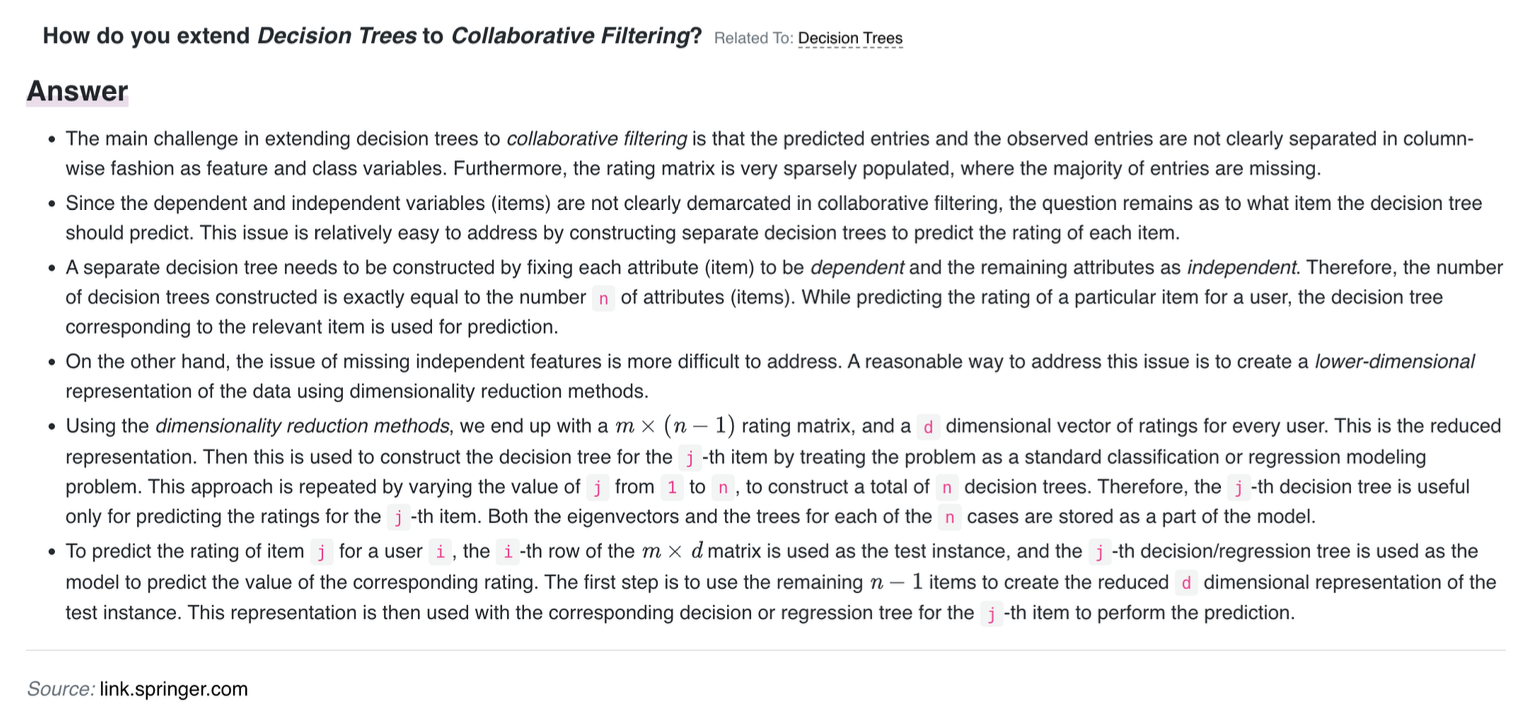 How do you extend Decision Trees to Collaborative Filtering? Related To: Decision Trees
Answer
• The main challenge in extending decision trees to collaborative filtering is that the predicted entries and the observed entries are not clearly separated in column-
wise fashion as feature and class variables. Furthermore, the rating matrix is very sparsely populated, where the majority of entries are missing.
• Since the dependent and independent variables (items) are not clearly demarcated in collaborative filtering, the question remains as to what item the decision tree
should predict. This issue is relatively easy to address by constructing separate decision trees to predict the rating of each item.
• A separate decision tree needs to be constructed by fixing each attribute (item) to be dependent and the remaining attributes as independent. Therefore, the number
of decision trees constructed is exactly equal to the number n of attributes (items). While predicting the rating of a particular item for a user, the decision tree
corresponding to the relevant item is used for prediction.
• On the other hand, the issue of missing independent features is more difficult to address. A reasonable way to address this issue is to create a lower-dimensional
representation of the data using dimensionality reduction methods.
• Using the dimensionality reduction methods, we end up with a m × (n − 1) rating matrix, and a d dimensional vector of ratings for every user. This is the reduced
representation. Then this is used to construct the decision tree for the j -th item by treating the problem as a standard classification or regression modeling
problem. This approach is repeated by varying the value of j from 1 to n , to construct a total of n decision trees. Therefore, the j -th decision tree is useful
only for predicting the ratings for the j -th item. Both the eigenvectors and the trees for each of the n cases are stored as a part of the model.
• To predict the rating of item j for a user i , the i -th row of the m × d matrix is used as the test instance, and the j -th decision/regression tree is used as the
model to predict the value of the corresponding rating. The first step is to use the remaining n − 1 items to create the reduced d dimensional representation of the
test instance. This representation is then used with the corresponding decision or regression tree for the j -th item to perform the prediction.
Source: link.springer.com